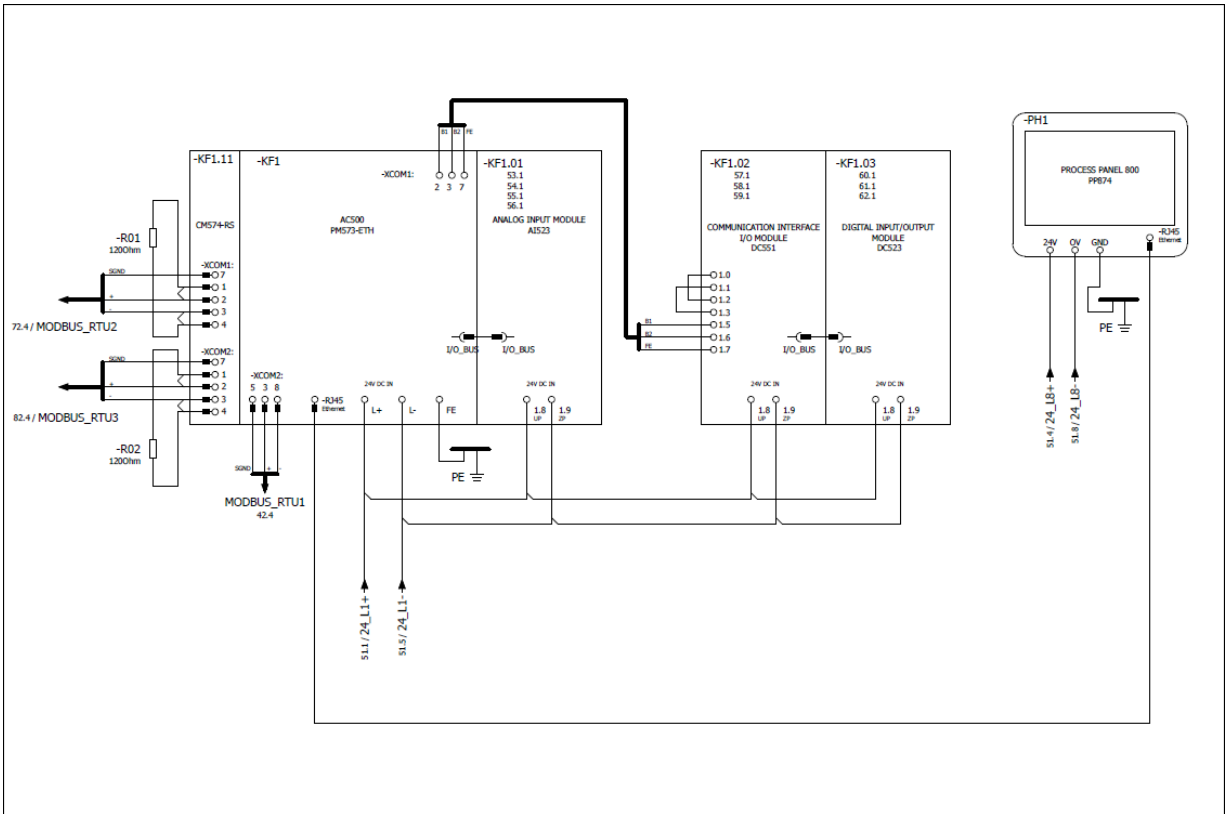 -PH1
PROCESS PANEL 800
PP874
-RJ45
Ethernet
24V
0V
GND
PE
51.4 / 24_L8+
51.8 / 24_L8-
B1
B2
FE
-XCOM1:
2
3
7
-KF1.11
CM574-RS
-KF1
AC500
PM573-ETH
-KF1.01
53.1
54.1
55.1
56.1
ANALOG INPUT MODULE
AI523
-KF1.02
57.1
58.1
59.1
COMMUNICATION INTERFACE
I/O MODULE
DC551
-KF1.03
60.1
61.1
62.1
DIGITAL INPUT/OUTPUT
MODULE
DC523
-R01
120Ohm
-XCOM1:
SGND
7
1
+
2
-
3
4
72.4 / MODBUS_RTU2
-XCOM2:
SGND
7
1
+
2
-
3
4
82.4 / MODBUS_RTU3
-R02
120Ohm
1.0
1.1
1.2
1.3
B1
1.5
B2
1.6
FE
1.7
I/O_BUS
I/O_BUS
I/O_BUS
I/O_BUS
-XCOM2:
5
3
8
SGND
+
-
MODBUS_RTU1
42.4
-RJ45
Ethernet
24V DC IN
L+
L-
FE
PE
24V DC IN
1.8
UP
1.9
ZP
24V DC IN
1.8
UP
1.9
ZP
24V DC IN
1.8
UP
1.9
ZP
51.1 / 24_L1+
51.5 / 24_L1-